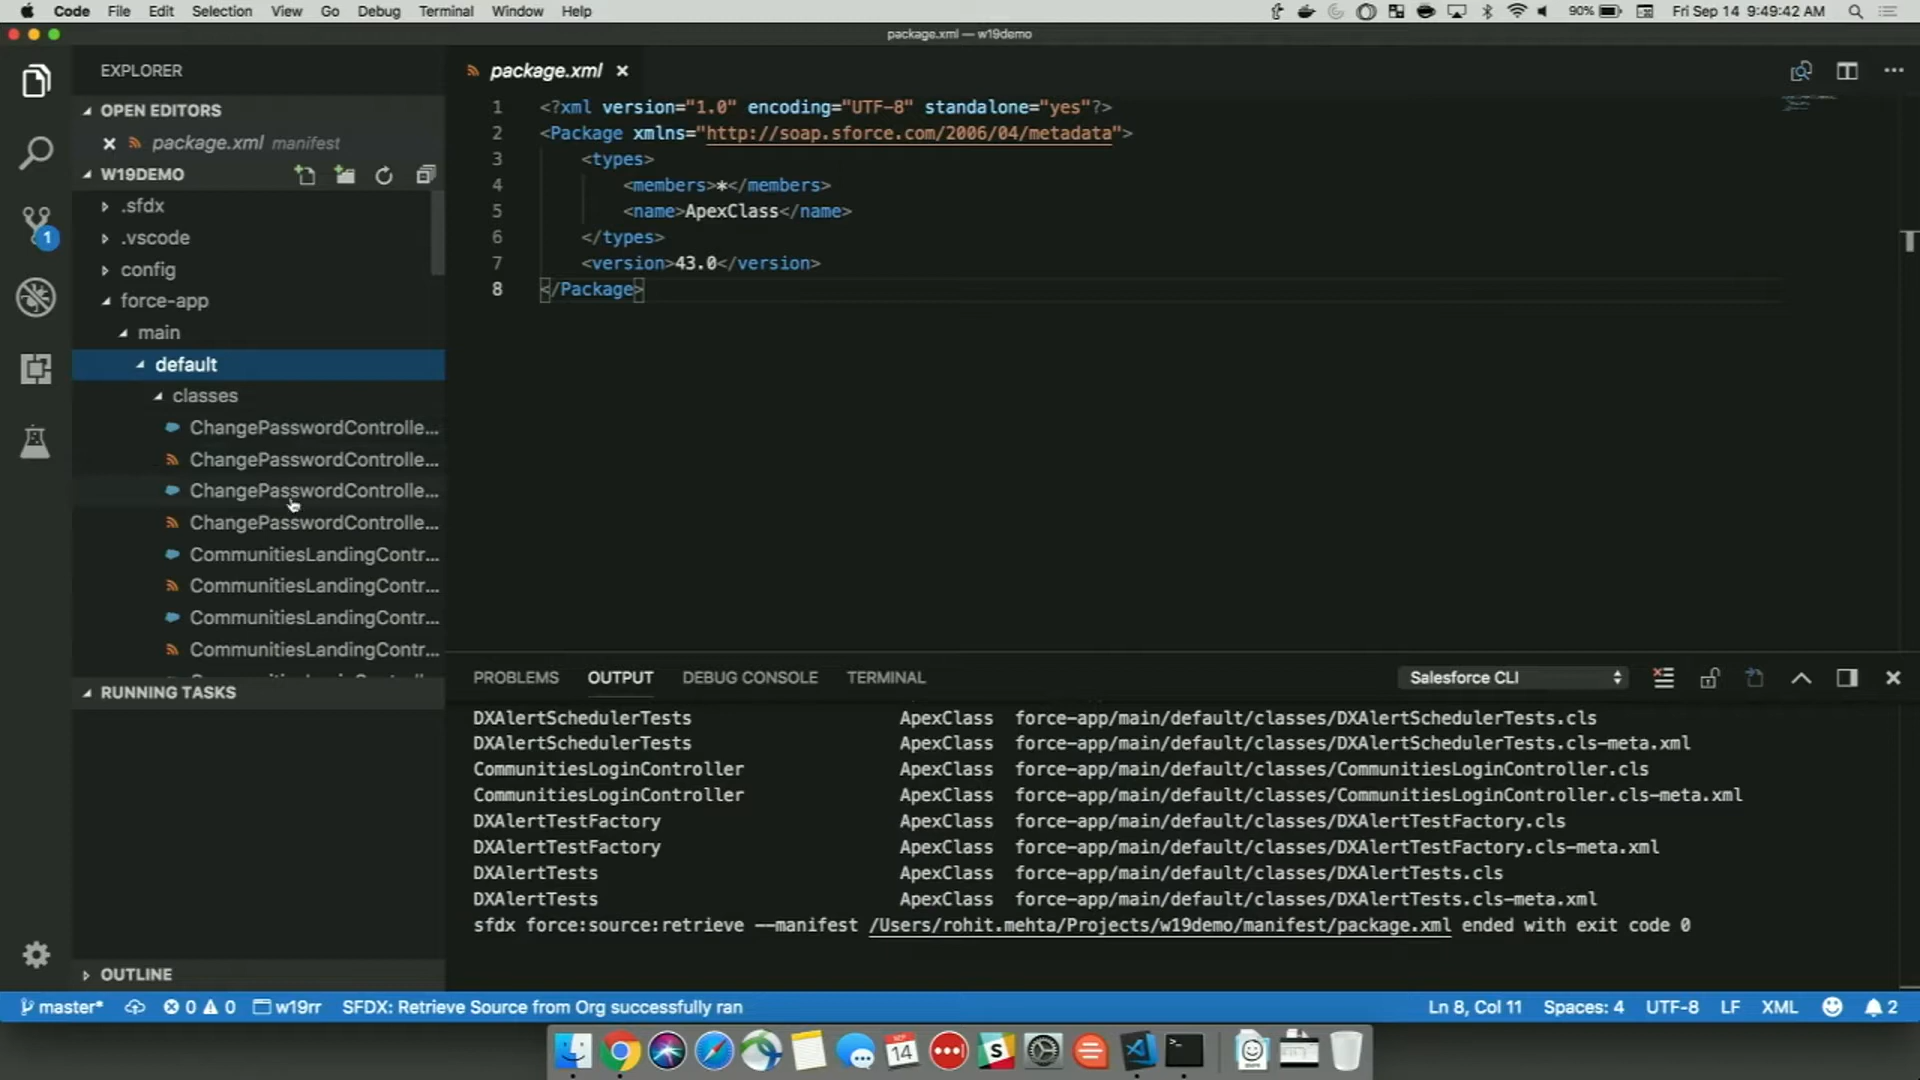 Code File Edit Selection View Go Debug Terminal Window Help 90% Fri Sep 14 9:49:42 AM
package.xml — w19demo
EXPLORER
OPEN EDITORS
package.xml manifest
W19DEMO
.sfdx
.vscode
config
force-app
main
default
classes
ChangePasswordControlle...
ChangePasswordControlle...
ChangePasswordControlle...
ChangePasswordControlle...
CommunitiesLandingContr...
CommunitiesLandingContr...
CommunitiesLandingContr...
CommunitiesLandingContr...
RUNNING TASKS
OUTLINE
1
package.xml
1 <?xml version="1.0" encoding="UTF-8" standalone="yes"?>
2 <Package xmlns="http://soap.sforce.com/2006/04/metadata">
3 <types>
4 <members>*</members>
5 <name>ApexClass</name>
6 </types>
7 <version>43.0</version>
8 </Package>
PROBLEMS OUTPUT DEBUG CONSOLE TERMINAL Salesforce CLI
DXAlertSchedulerTests ApexClass force-app/main/default/classes/DXAlertSchedulerTests.cls
DXAlertSchedulerTests ApexClass force-app/main/default/classes/DXAlertSchedulerTests.cls-meta.xml
CommunitiesLoginController ApexClass force-app/main/default/classes/CommunitiesLoginController.cls
CommunitiesLoginController ApexClass force-app/main/default/classes/CommunitiesLoginController.cls-meta.xml
DXAlertTestFactory ApexClass force-app/main/default/classes/DXAlertTestFactory.cls
DXAlertTestFactory ApexClass force-app/main/default/classes/DXAlertTestFactory.cls-meta.xml
DXAlertTests ApexClass force-app/main/default/classes/DXAlertTests.cls
DXAlertTests ApexClass force-app/main/default/classes/DXAlertTests.cls-meta.xml
sfdx force:source:retrieve --manifest /Users/rohit.mehta/Projects/w19demo/manifest/package.xml ended with exit code 0
master* 0 0 w19rr SFDX: Retrieve Source from Org successfully ran Ln 8, Col 11 Spaces: 4 UTF-8 LF XML 2
14
S